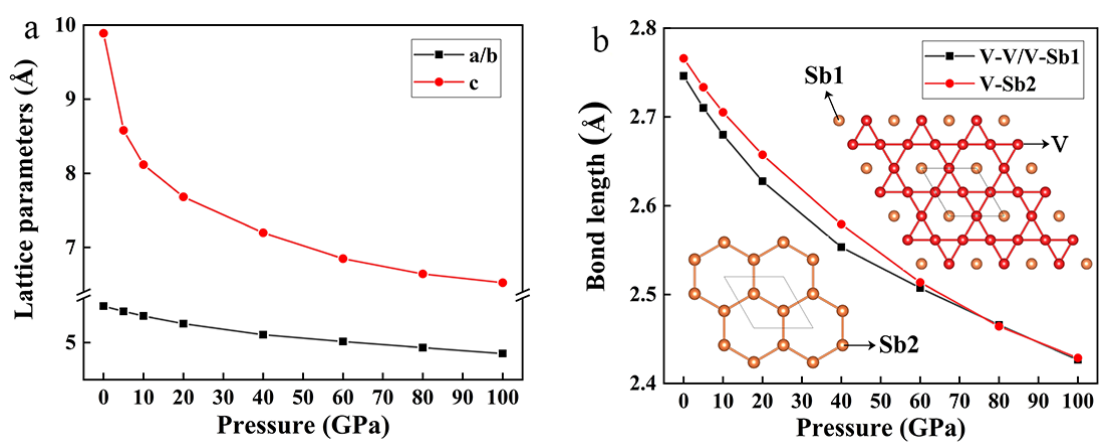 a
Lattice parameters (Å)
10
9
8
7
5
a/b
c
0 10 20 30 40 50 60 70 80 90 100
Pressure (GPa)
b
Bond length (Å)
2.8
2.7
2.6
2.5
2.4
V-V/V-Sb1
V-Sb2
Sb1
V
Sb2
0 10 20 30 40 50 60 70 80 90 100
Pressure (GPa)